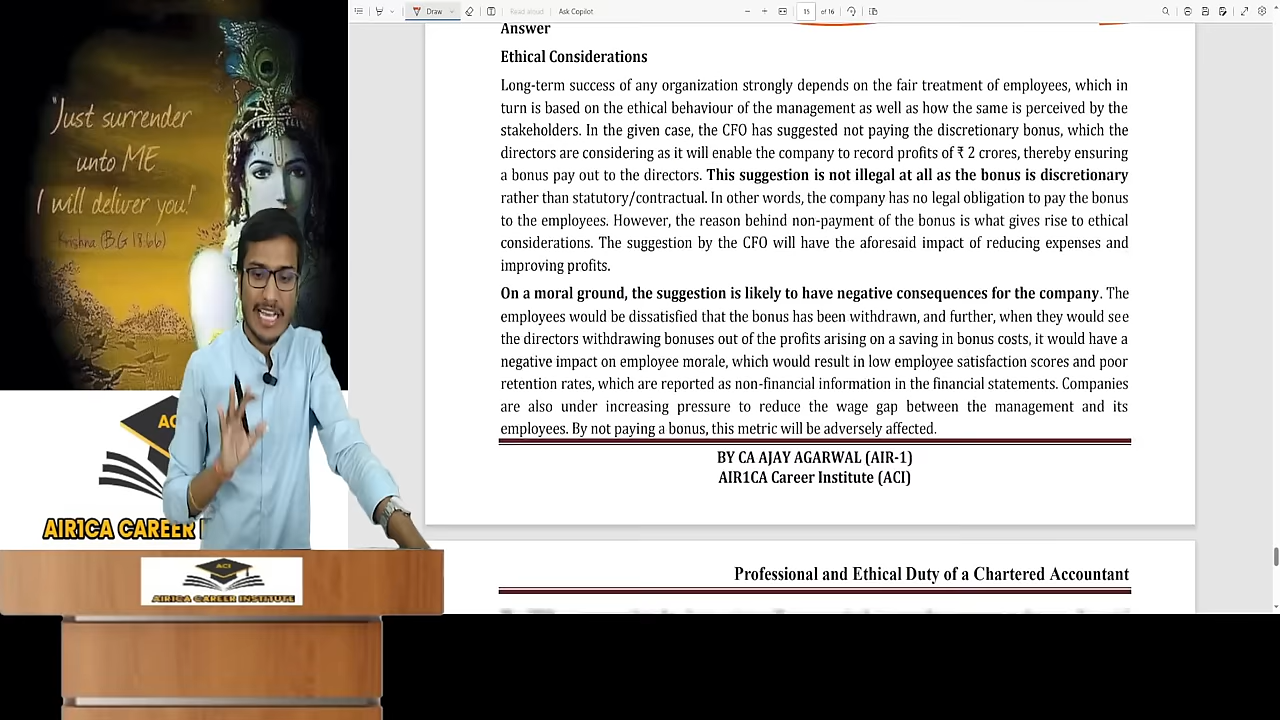 Draw
Read aloud
Ask Copilot
15
of 16
"Just surrender
unto ME
I will deliver you!"
Krishna (B.G 18:66)
Answer
Ethical Considerations
Long-term success of any organization strongly depends on the fair treatment of employees, which in
turn is based on the ethical behaviour of the management as well as how the same is perceived by the
stakeholders. In the given case, the CFO has suggested not paying the discretionary bonus, which the
directors are considering as it will enable the company to record profits of ₹ 2 crores, thereby ensuring
a bonus pay out to the directors. This suggestion is not illegal at all as the bonus is discretionary
rather than statutory/contractual. In other words, the company has no legal obligation to pay the bonus
to the employees. However, the reason behind non-payment of the bonus is what gives rise to ethical
considerations. The suggestion by the CFO will have the aforesaid impact of reducing expenses and
improving profits.
On a moral ground, the suggestion is likely to have negative consequences for the company. The
employees would be dissatisfied that the bonus has been withdrawn, and further, when they would see
the directors withdrawing bonuses out of the profits arising on a saving in bonus costs, it would have a
negative impact on employee morale, which would result in low employee satisfaction scores and poor
retention rates, which are reported as non-financial information in the financial statements. Companies
are also under increasing pressure to reduce the wage gap between the management and its
employees. By not paying a bonus, this metric will be adversely affected.
BY CA AJAY AGARWAL (AIR-1)
AIR1CA Career Institute (ACI)
Professional and Ethical Duty of a Chartered Accountant
AC
AIR1CA CAREER
ACI
AIR1CA CAREER INSTITUTE